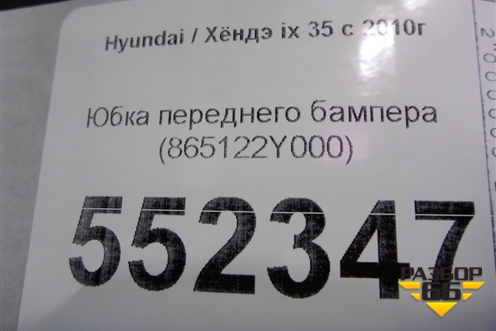 Hyundai / Хёндэ ix 35 с 2010г
Юбка переднего бампера
(865122Y000)
552347
РАЗБОР
66